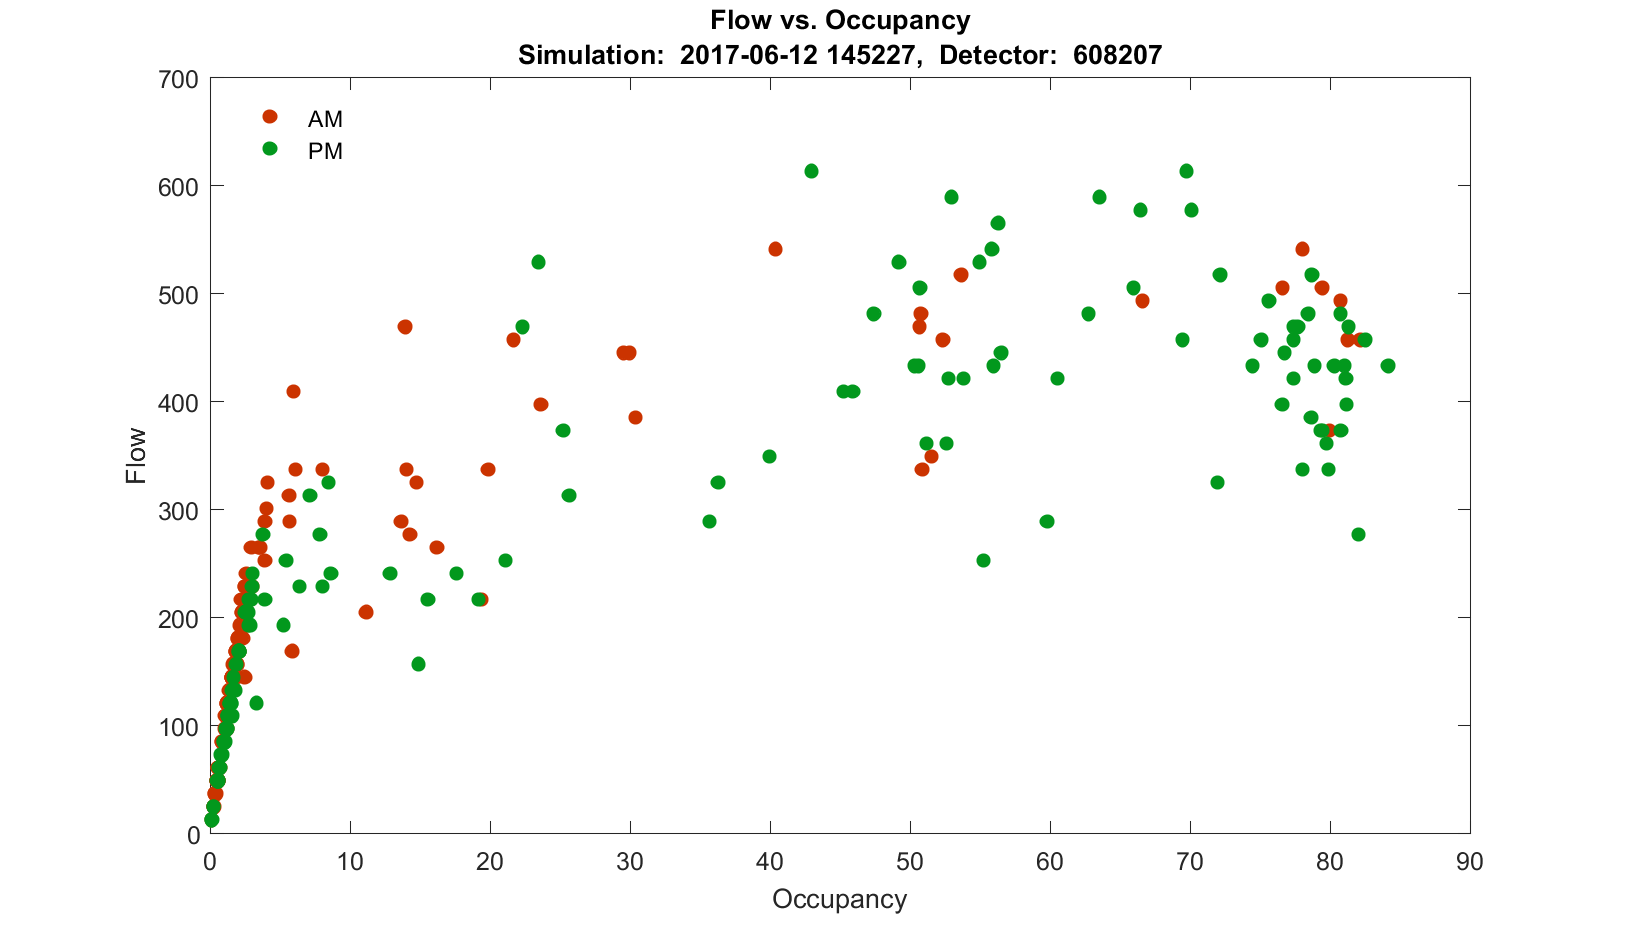 Flow vs. Occupancy
Simulation:  2017-06-12 145227,  Detector:  608207
700
600
500
400
300
200
100
0
Flow
AM
PM
0 10 20 30 40 50 60 70 80 90
Occupancy